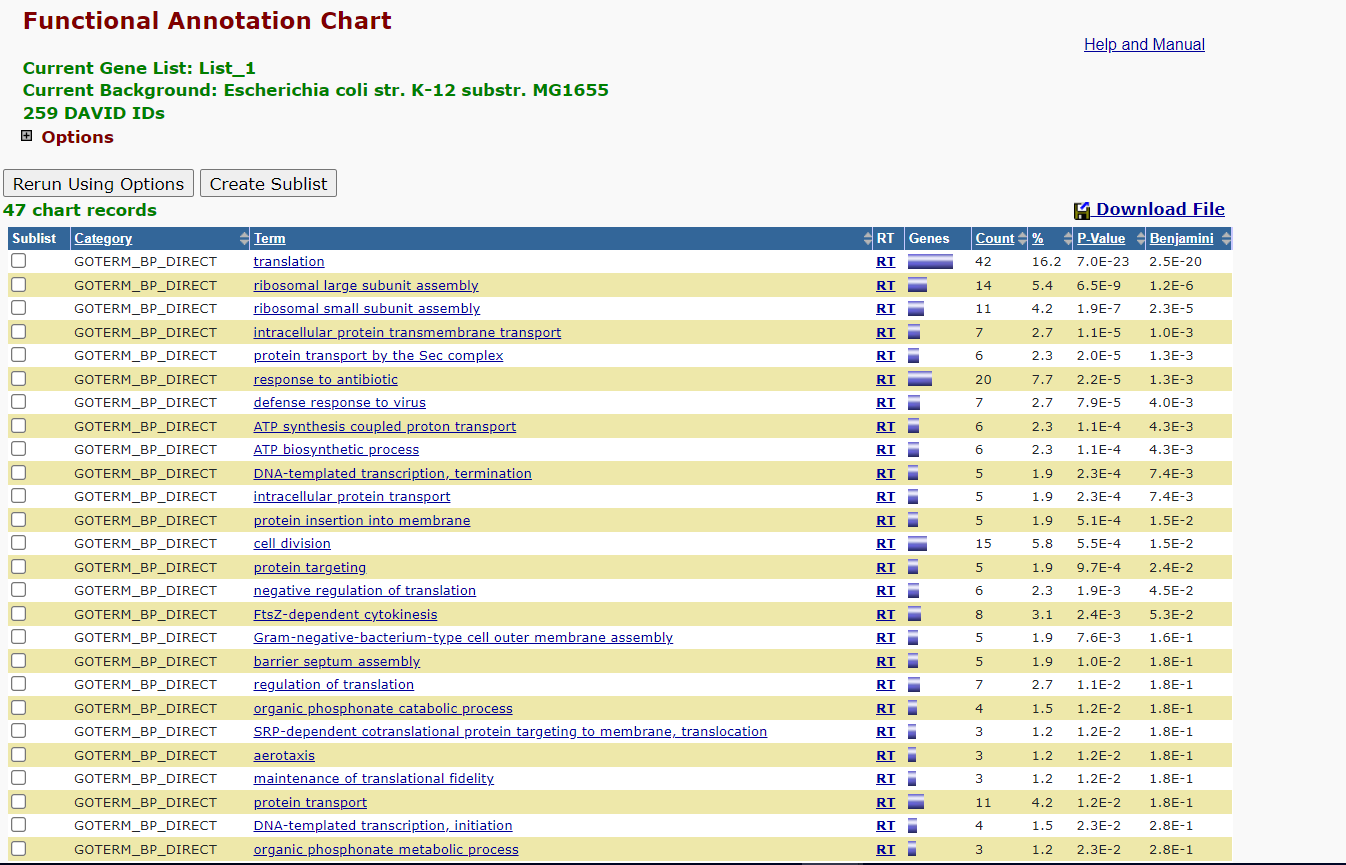 Functional Annotation Chart
Help and Manual
Current Gene List: List_1
Current Background: Escherichia coli str. K-12 substr. MG1655
259 DAVID IDs
Options
Rerun Using Options Create Sublist
47 chart records
Download File
Sublist Category Term RT Genes Count % P-Value Benjamini
GOTERM_BP_DIRECT translation RT 42 16.2 7.0E-23 2.5E-20
GOTERM_BP_DIRECT ribosomal large subunit assembly RT 14 5.4 6.5E-9 1.2E-6
GOTERM_BP_DIRECT ribosomal small subunit assembly RT 11 4.2 1.9E-7 2.3E-5
GOTERM_BP_DIRECT intracellular protein transmembrane transport RT 7 2.7 1.1E-5 1.0E-3
GOTERM_BP_DIRECT protein transport by the Sec complex RT 6 2.3 2.0E-5 1.3E-3
GOTERM_BP_DIRECT response to antibiotic RT 20 7.7 2.2E-5 1.3E-3
GOTERM_BP_DIRECT defense response to virus RT 7 2.7 7.9E-5 4.0E-3
GOTERM_BP_DIRECT ATP synthesis coupled proton transport RT 6 2.3 1.1E-4 4.3E-3
GOTERM_BP_DIRECT ATP biosynthetic process RT 6 2.3 1.1E-4 4.3E-3
GOTERM_BP_DIRECT DNA-templated transcription, termination RT 5 1.9 2.3E-4 7.4E-3
GOTERM_BP_DIRECT intracellular protein transport RT 5 1.9 2.3E-4 7.4E-3
GOTERM_BP_DIRECT protein insertion into membrane RT 5 1.9 5.1E-4 1.5E-2
GOTERM_BP_DIRECT cell division RT 15 5.8 5.5E-4 1.5E-2
GOTERM_BP_DIRECT protein targeting RT 5 1.9 9.7E-4 2.4E-2
GOTERM_BP_DIRECT negative regulation of translation RT 6 2.3 1.9E-3 4.5E-2
GOTERM_BP_DIRECT FtsZ-dependent cytokinesis RT 8 3.1 2.4E-3 5.3E-2
GOTERM_BP_DIRECT Gram-negative-bacterium-type cell outer membrane assembly RT 5 1.9 7.6E-3 1.6E-1
GOTERM_BP_DIRECT barrier septum assembly RT 5 1.9 1.0E-2 1.8E-1
GOTERM_BP_DIRECT regulation of translation RT 7 2.7 1.1E-2 1.8E-1
GOTERM_BP_DIRECT organic phosphonate catabolic process RT 4 1.5 1.2E-2 1.8E-1
GOTERM_BP_DIRECT SRP-dependent cotranslational protein targeting to membrane, translocation RT 3 1.2 1.2E-2 1.8E-1
GOTERM_BP_DIRECT aerotaxis RT 3 1.2 1.2E-2 1.8E-1
GOTERM_BP_DIRECT maintenance of translational fidelity RT 3 1.2 1.2E-2 1.8E-1
GOTERM_BP_DIRECT protein transport RT 11 4.2 1.2E-2 1.8E-1
GOTERM_BP_DIRECT DNA-templated transcription, initiation RT 4 1.5 2.3E-2 2.8E-1
GOTERM_BP_DIRECT organic phosphonate metabolic process RT 3 1.2 2.3E-2 2.8E-1